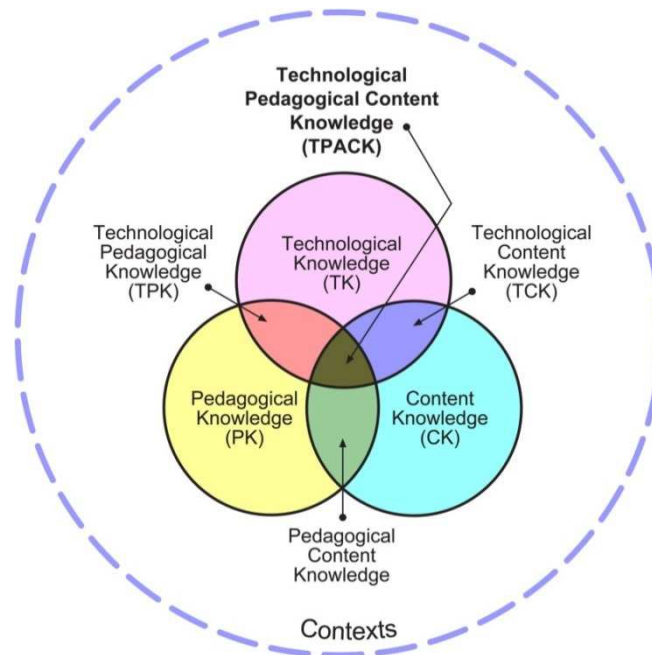 Technological
Pedagogical Content
Knowledge
(TPACK)
Technological
Pedagogical
Knowledge
(TPK)
Technological
Knowledge
(TK)
Technological
Content
Knowledge
(TCK)
Pedagogical
Knowledge
(PK)
Content
Knowledge
(CK)
Pedagogical
Content
Knowledge
Contexts